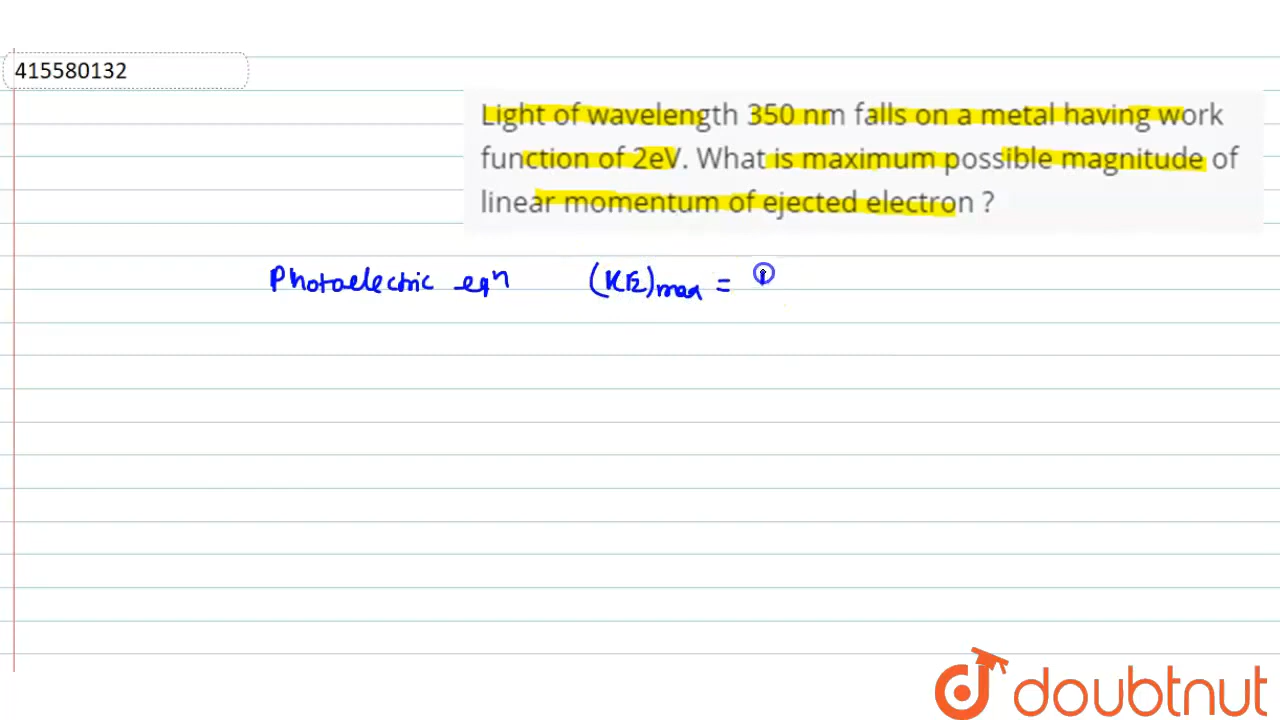 415580132
Light of wavelength 350 nm falls on a metal having work
function of 2eV. What is maximum possible magnitude of
linear momentum of ejected electron ?
Photoelectric eqn (KE)max =
doubtnut